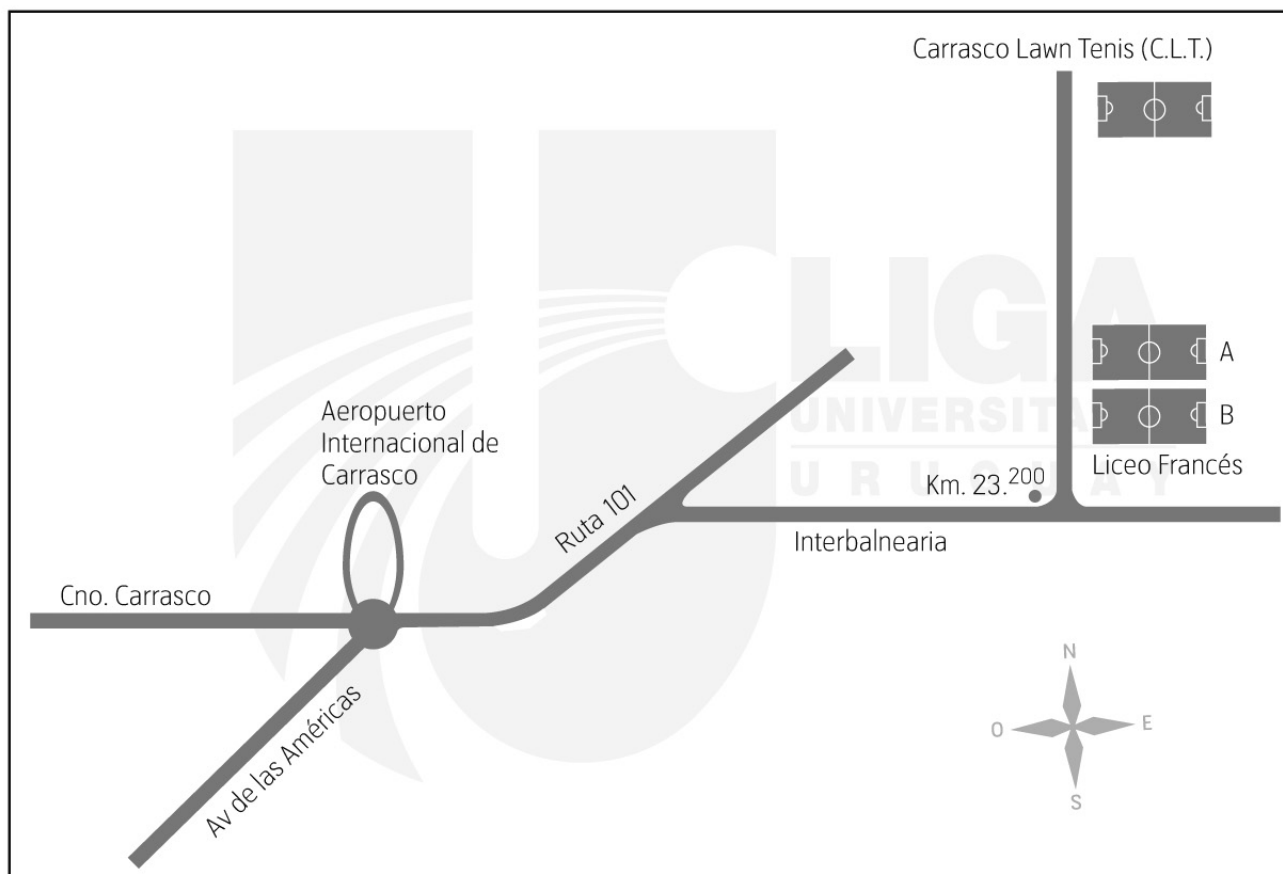 Carrasco Lawn Tenis (C.L.T.)
LIGA
UNIVERSITA
URUGUAY
A
B
Liceo Francés
Km. 23.200
Aeropuerto
Internacional de
Carrasco
Ruta 101
Interbalnearia
Cno. Carrasco
Av de las Américas
N
O
E
S